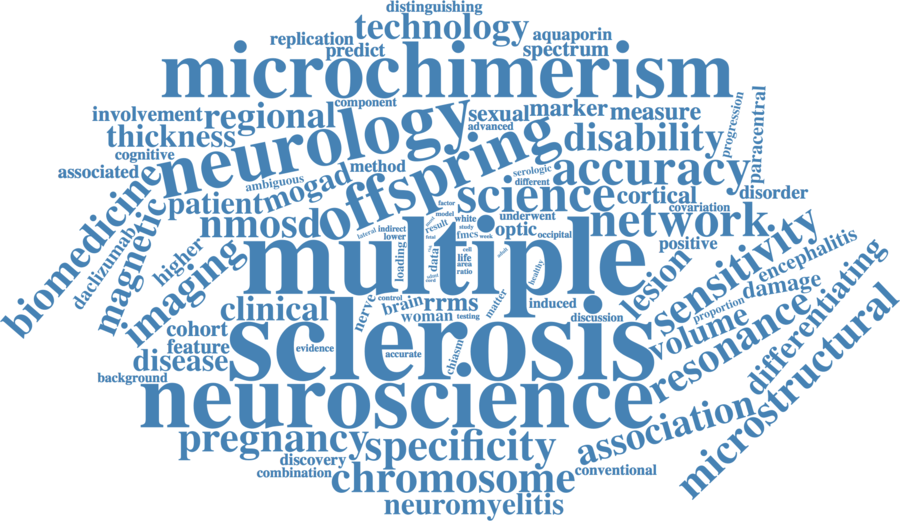 distinguishing
technology
replication
aquaporin
predict
spectrum
microchimerism
component
involvement
regional
sexual
marker
measure
progression
paracentral
thickness
neurology
advanced
offspring
disability
cognitive
associated
method
serologic
different
accuracy
ambiguous
biomedicine
patient
mogad
science
cortical
disorder
covariation
magnetic
daclizumab
nmosd
factor
model
white
underwent
network
study
result
optic
occipital
positive
lateral
indirect
lower
fmcs
week
higher
imaging
multiple
loading
data
cell
life
area
ratio
healthy
lesion
sensitivity
encephalitis
clinical
nerve
control
brain
rrms
matter
induced
proportion
damage
differentiating
woman
testing
discussion
cohort
feature
sclerosis
volume
resonance
microstructural
disease
evidence
accurate
chiasm
background
neuroscience
association
pregnancy
specificity
discovery
combination
chromosome
conventional
neuromyelitis